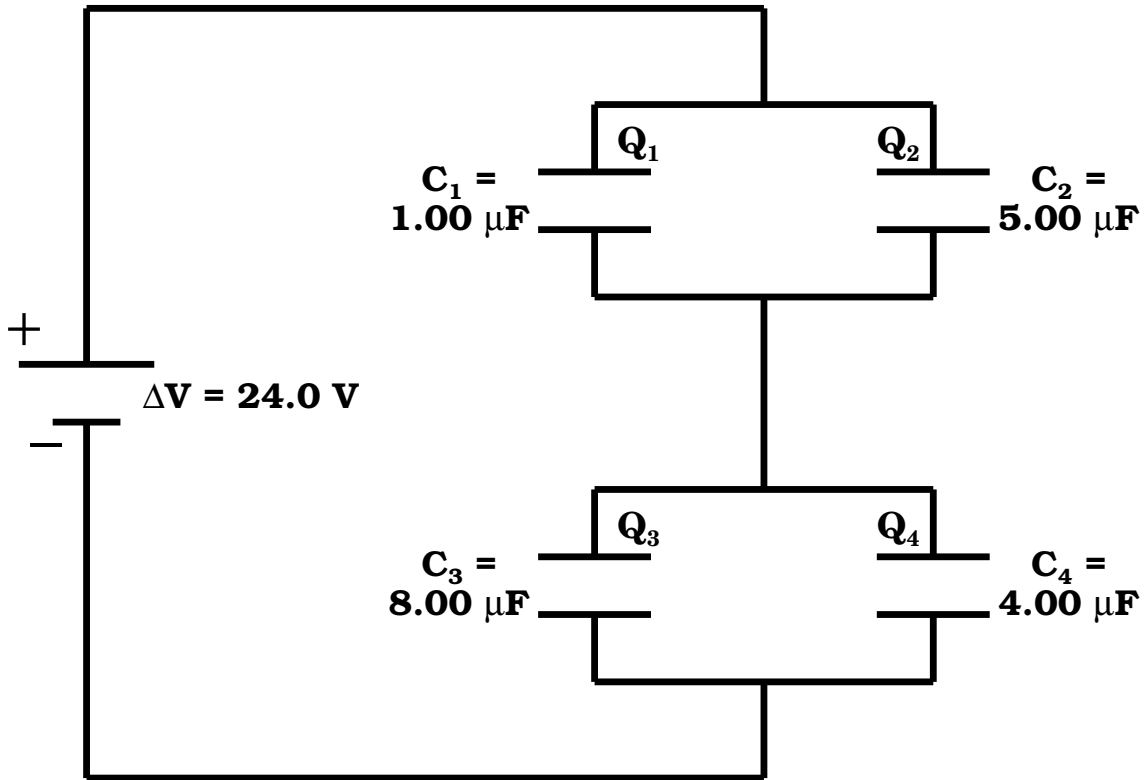 Q₁
Q₂
C₁ =
1.00 μF
C₂ =
5.00 μF
+
ΔV = 24.0 V
−
Q₃
Q₄
C₃ =
8.00 μF
C₄ =
4.00 μF